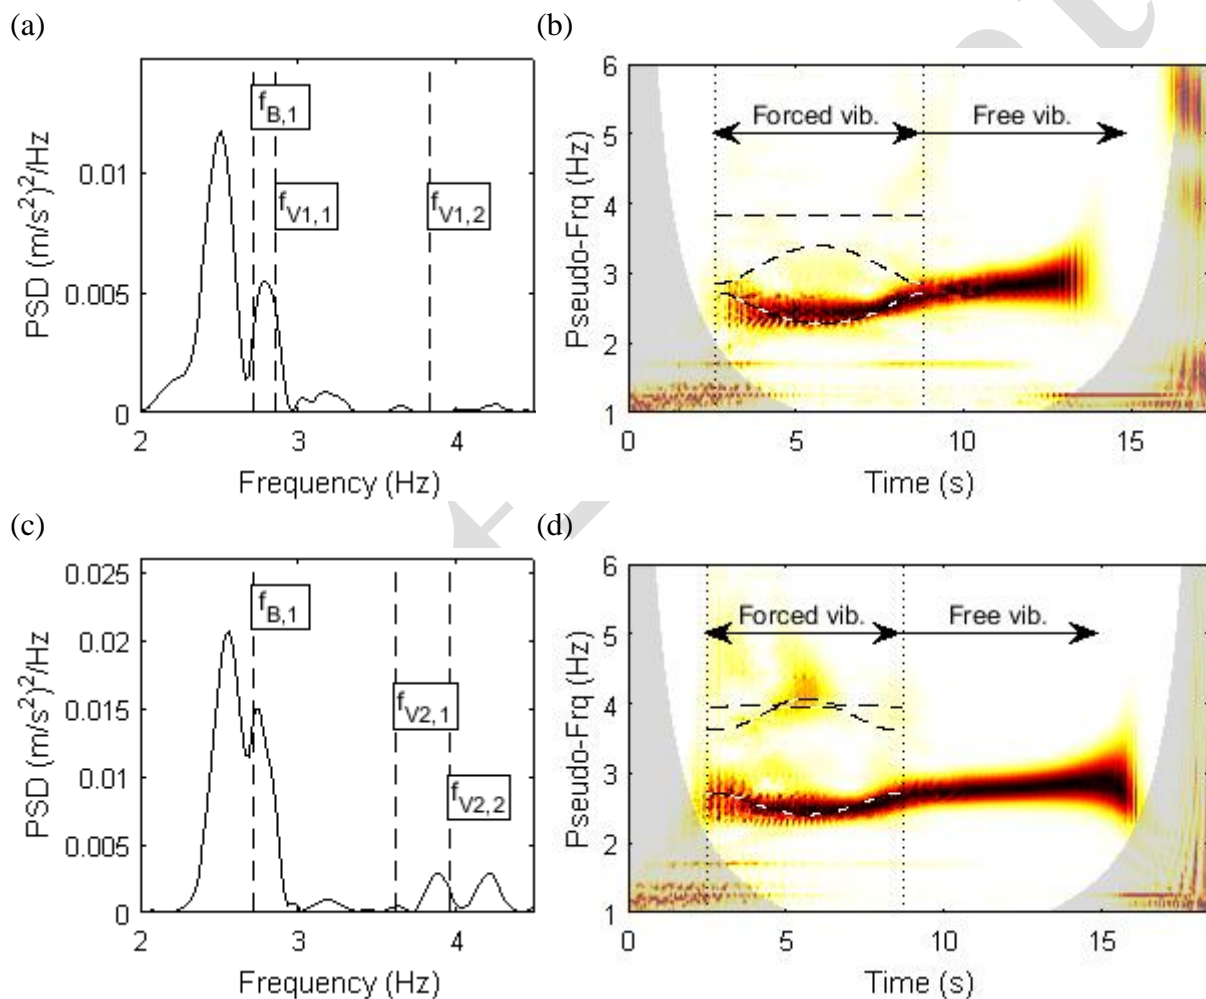 (a)
(b)
PSD (m/s²)²/Hz
0.01
0.005
0
f_B,1
f_V1,1
f_V1,2
2 3 4
Frequency (Hz)
Pseudo-Frq (Hz)
6
5
4
3
2
1
Forced vib. Free vib.
0 5 10 15
Time (s)
(c)
(d)
PSD (m/s²)²/Hz
0.025
0.02
0.015
0.01
0.005
0
f_B,1
f_V2,1
f_V2,2
2 3 4
Frequency (Hz)
Pseudo-Frq (Hz)
6
5
4
3
2
1
Forced vib. Free vib.
0 5 10 15
Time (s)